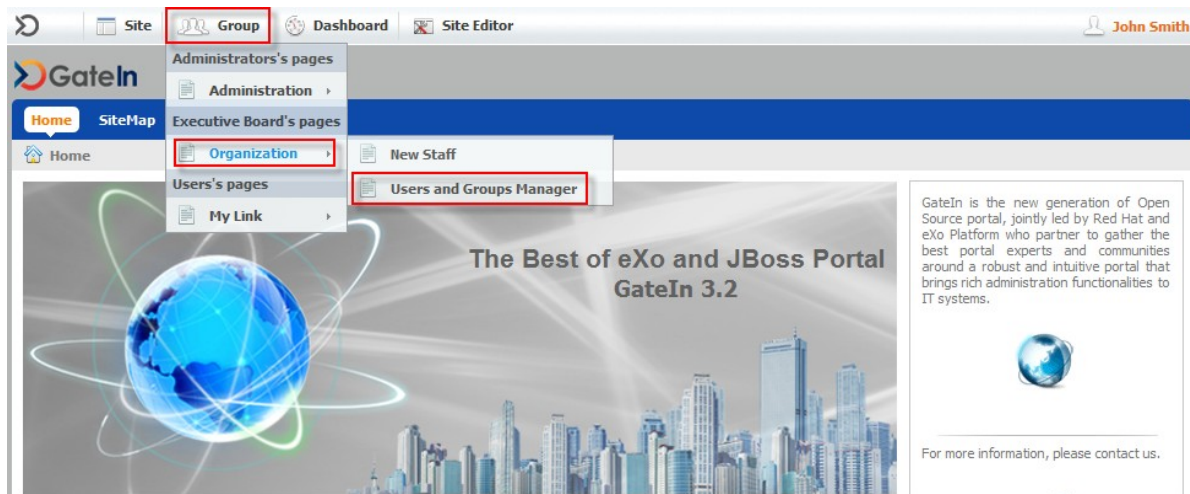 Site Group Dashboard Site Editor John Smith
Administrators's pages
GateIn
Administration
Home SiteMap Executive Board's pages
Home Organization New Staff
Users's pages
Users and Groups Manager
My Link
The Best of eXo and JBoss Portal
GateIn 3.2
GateIn is the new generation of Open
Source portal, jointly led by Red Hat and
eXo Platform who partner to gather the
best portal experts and communities
around a robust and intuitive portal that
brings rich administration functionalities to
IT systems.
For more information, please contact us.